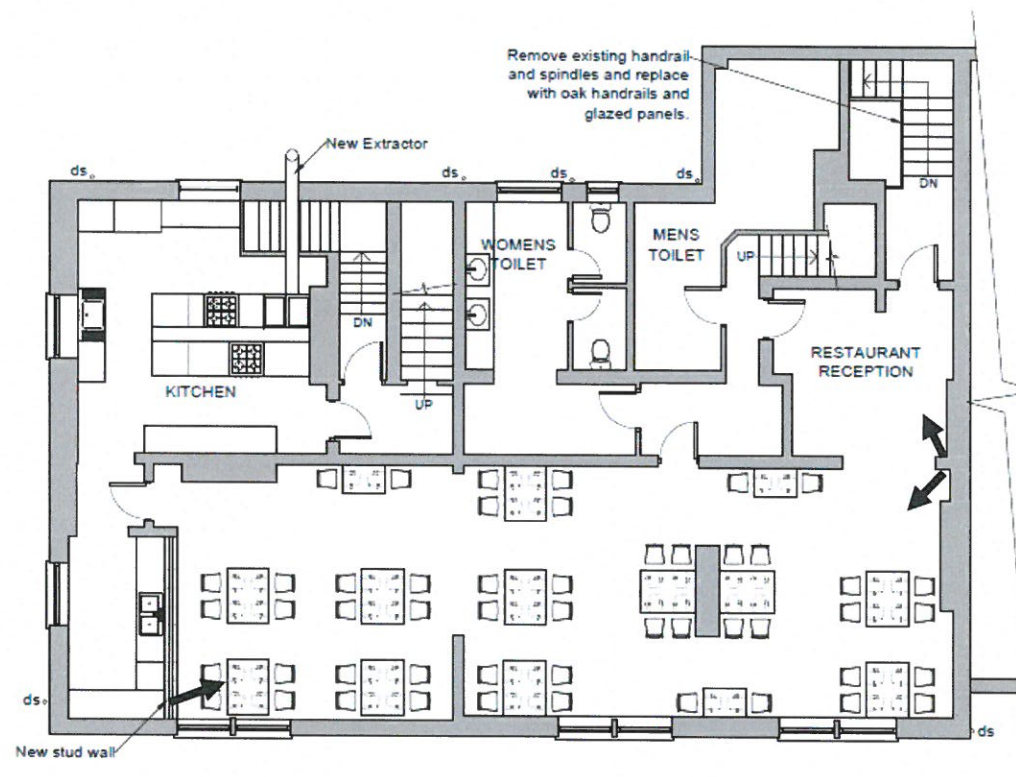 Remove existing handrail
and spindles and replace
with oak handrails and
glazed panels.
New Extractor
ds
ds
ds
ds
DN
WOMENS
TOILET
MENS
TOILET
UP
DN
RESTAURANT
RECEPTION
KITCHEN
UP
ds
ds
New stud wall